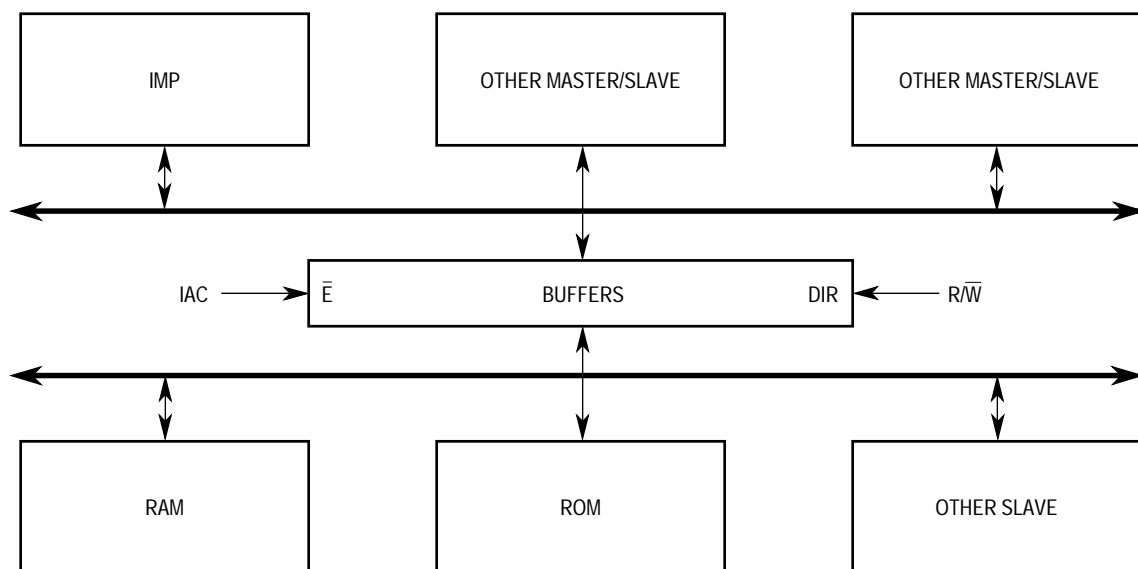 IMP
OTHER MASTER/SLAVE
OTHER MASTER/SLAVE
IAC
E̅
BUFFERS
DIR
R/W̅
RAM
ROM
OTHER SLAVE